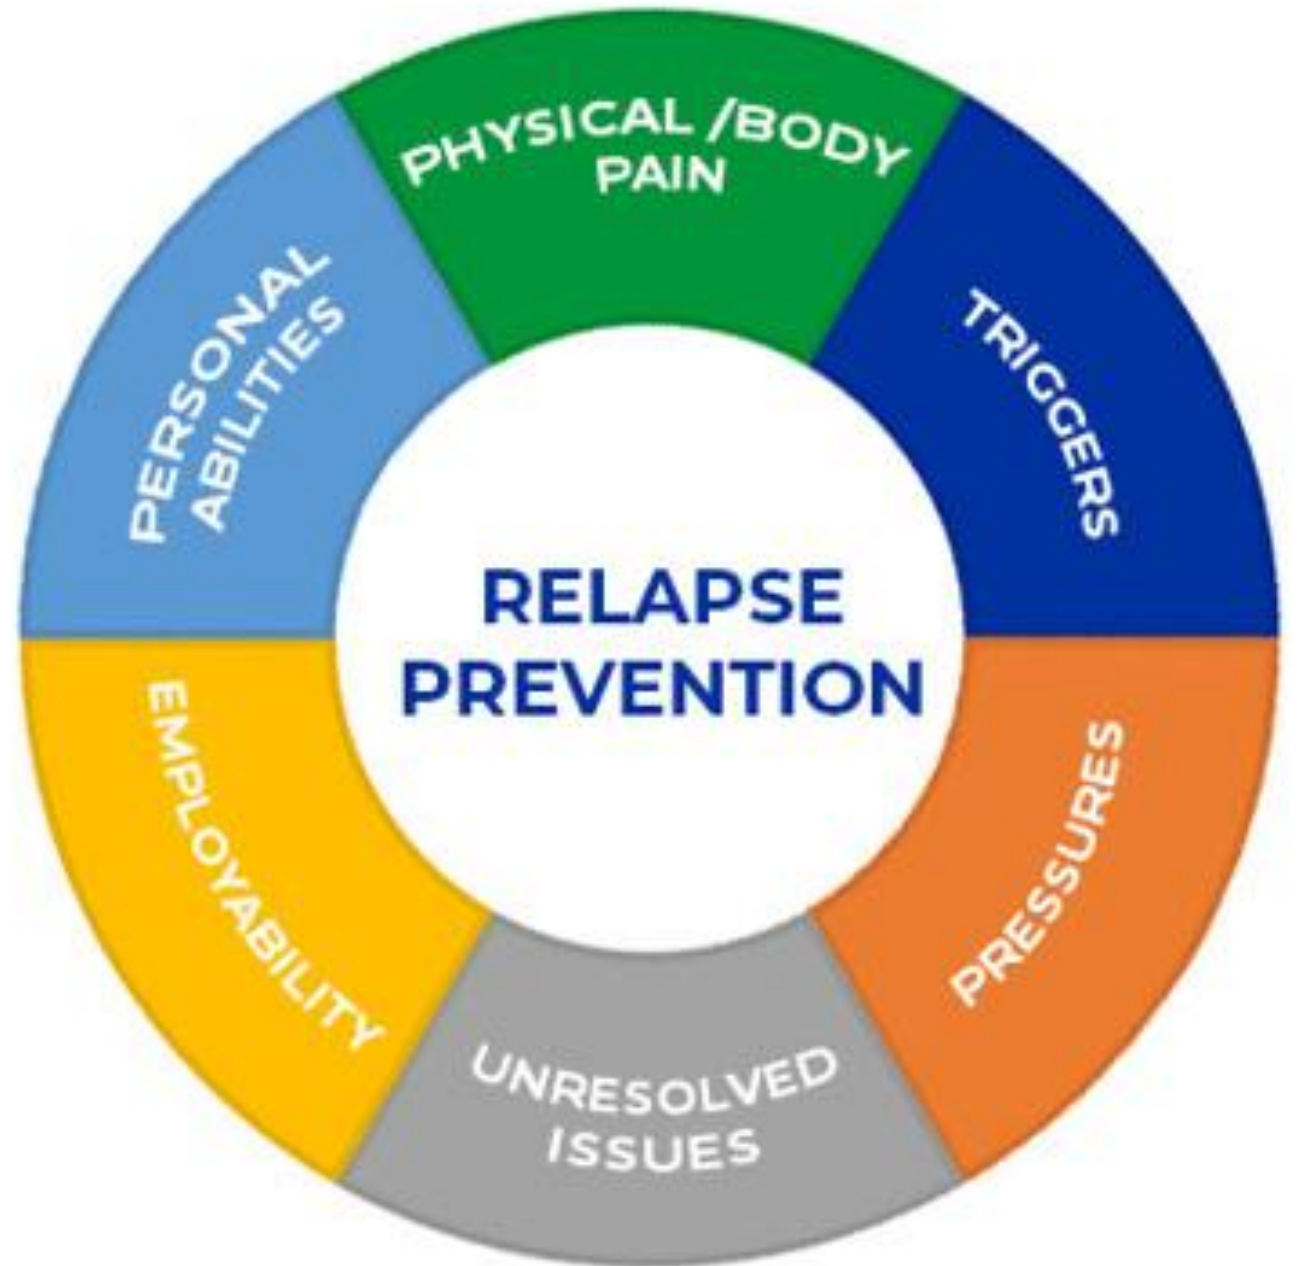 PHYSICAL /BODY
PAIN
TRIGGERS
PRESSURES
UNRESOLVED
ISSUES
EMPLOYABILITY
PERSONAL
ABILITIES
RELAPSE
PREVENTION